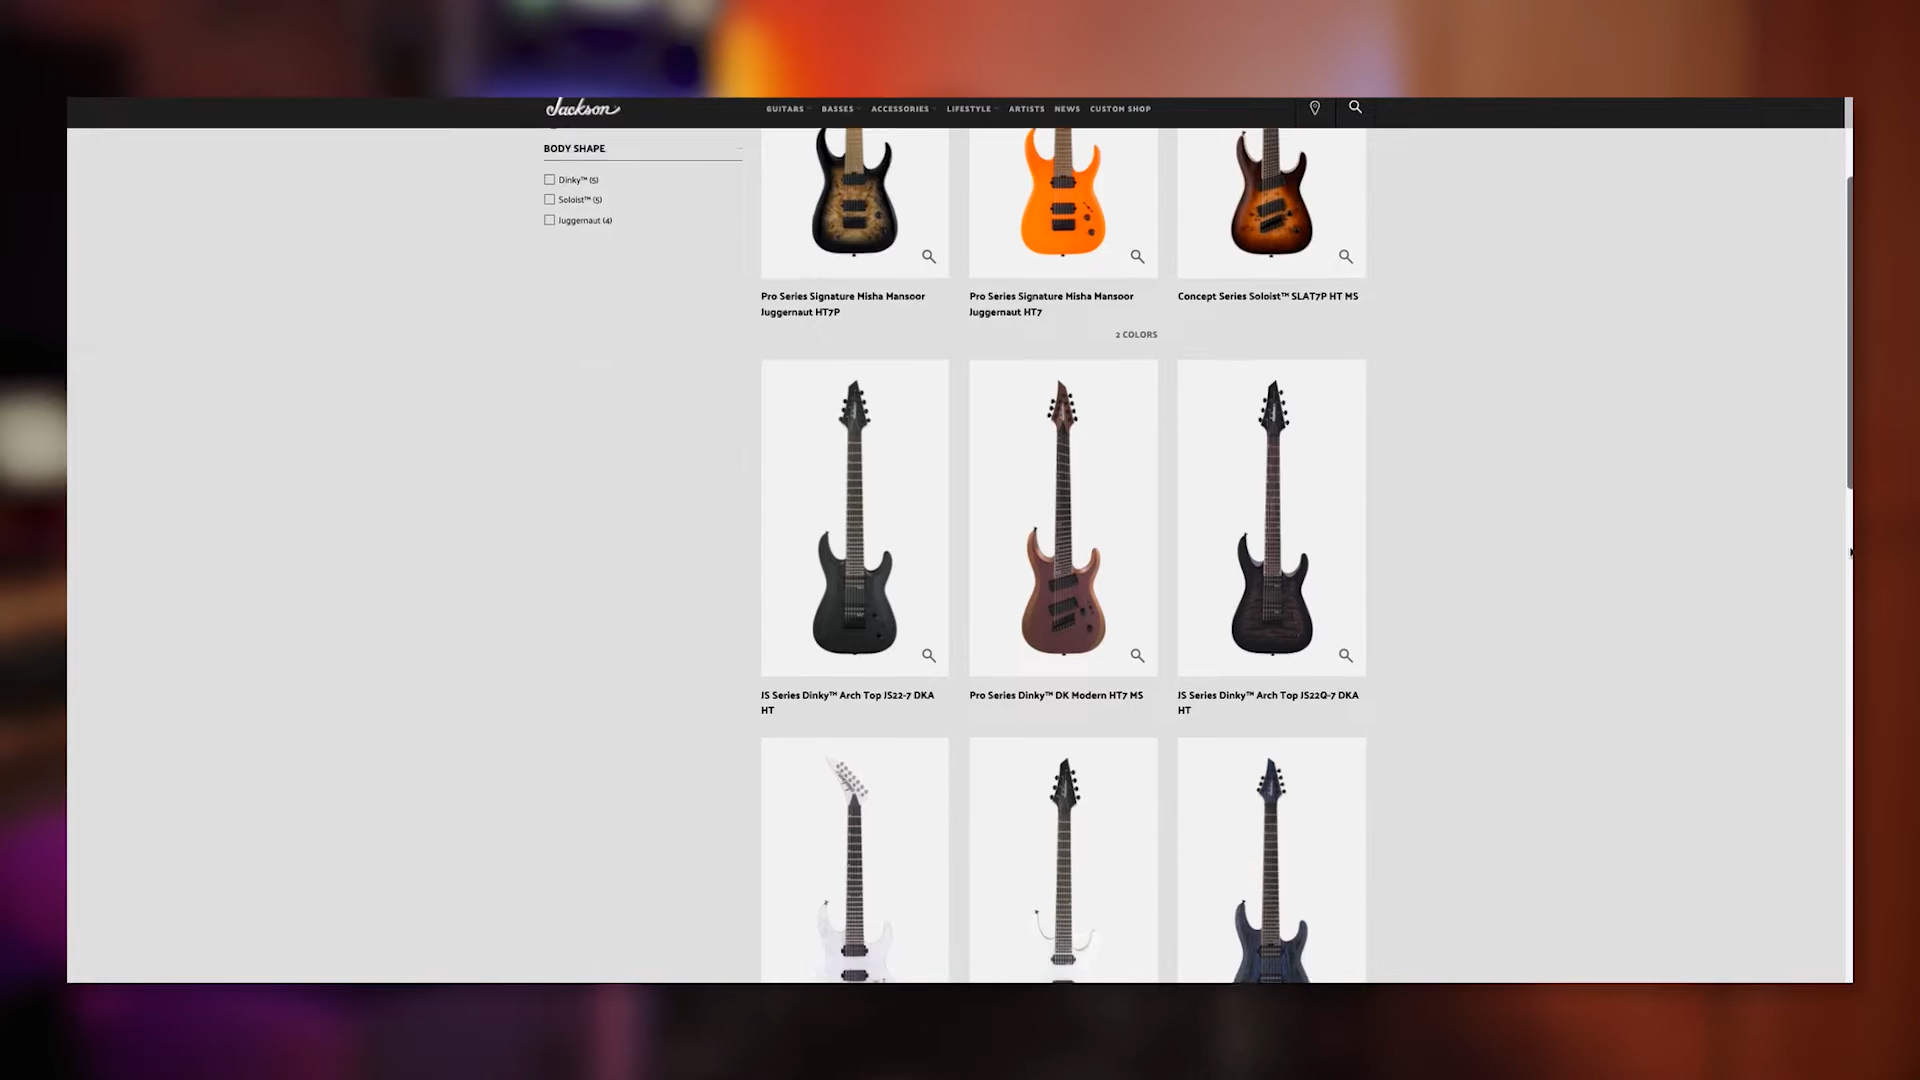 Jackson
GUITARS BASSES ACCESSORIES LIFESTYLE ARTISTS NEWS CUSTOM SHOP
BODY SHAPE
Dinky™ (5)
Soloist™ (5)
Juggernaut (4)
Pro Series Signature Misha Mansoor
Juggernaut HT7P
Pro Series Signature Misha Mansoor
Juggernaut HT7
2 COLORS
Concept Series Soloist™ SLAT7P HT MS
JS Series Dinky™ Arch Top JS22-7 DKA
HT
Pro Series Dinky™ DK Modern HT7 MS
JS Series Dinky™ Arch Top JS22Q-7 DKA
HT